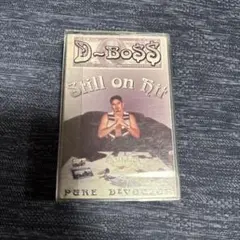 D-BO$$
Still on Hit
PURE DEVOTION